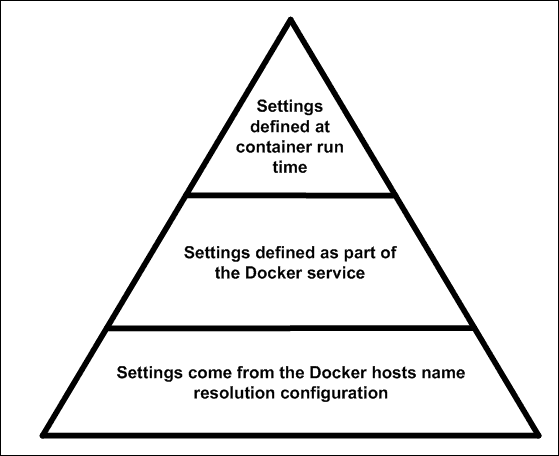 Settings
defined at
container run
time
Settings defined as part of
the Docker service
Settings come from the Docker hosts name
resolution configuration